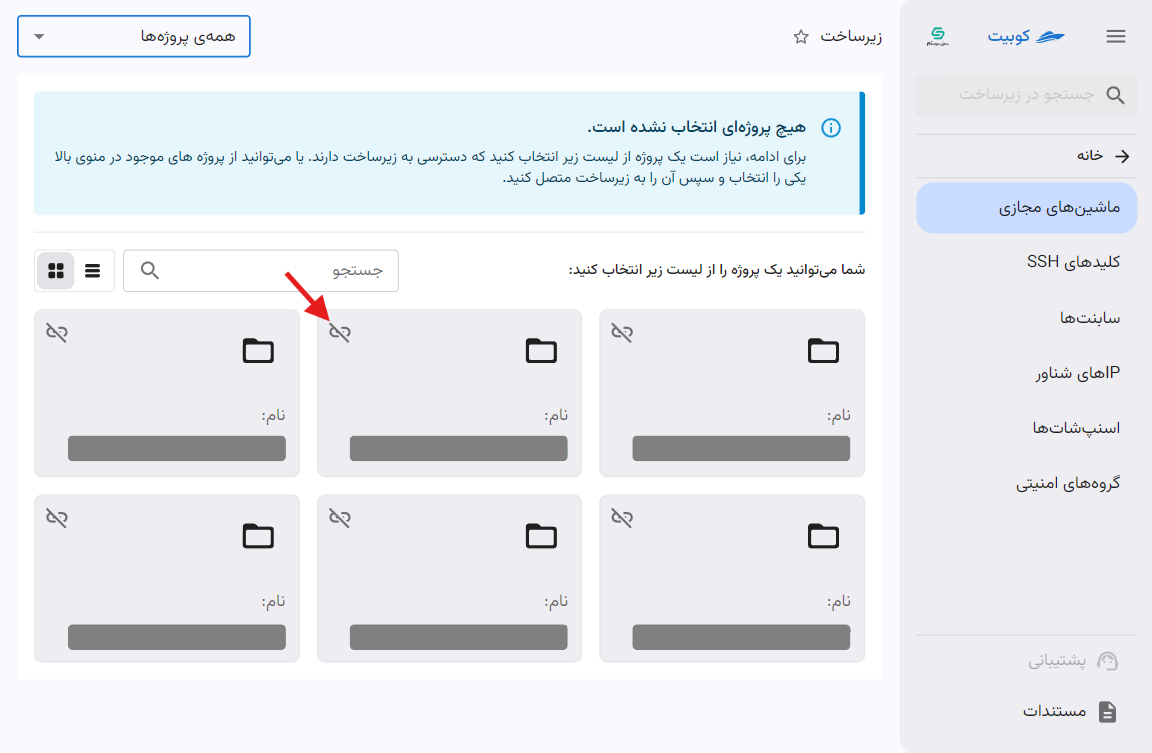 کوبیت
جستجو در زیرساخت
خانه
ماشین‌های مجازی
کلیدهای SSH
سابنت‌ها
IPهای شناور
اسنپ‌شات‌ها
گروه‌های امنیتی
پشتیبانی
مستندات
زیرساخت
همه‌ی پروژه‌ها
هیچ پروژه‌ای انتخاب نشده است.
برای ادامه، نیاز است یک پروژه از لیست زیر انتخاب کنید که دسترسی به زیرساخت دارند. یا می‌توانید از پروژه های موجود در منوی بالا
یکی را انتخاب و سپس آن را به زیرساخت متصل کنید.
شما می‌توانید یک پروژه را از لیست زیر انتخاب کنید:
جستجو
نام:
نام:
نام:
نام:
نام:
نام: